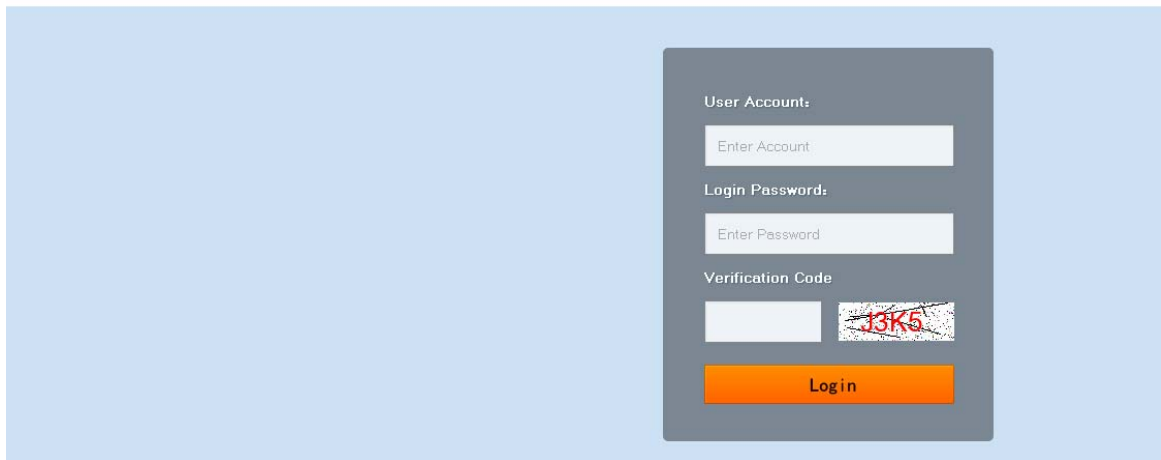 User Account:
Enter Account
Login Password:
Enter Password
Verification Code
J3K5
Login